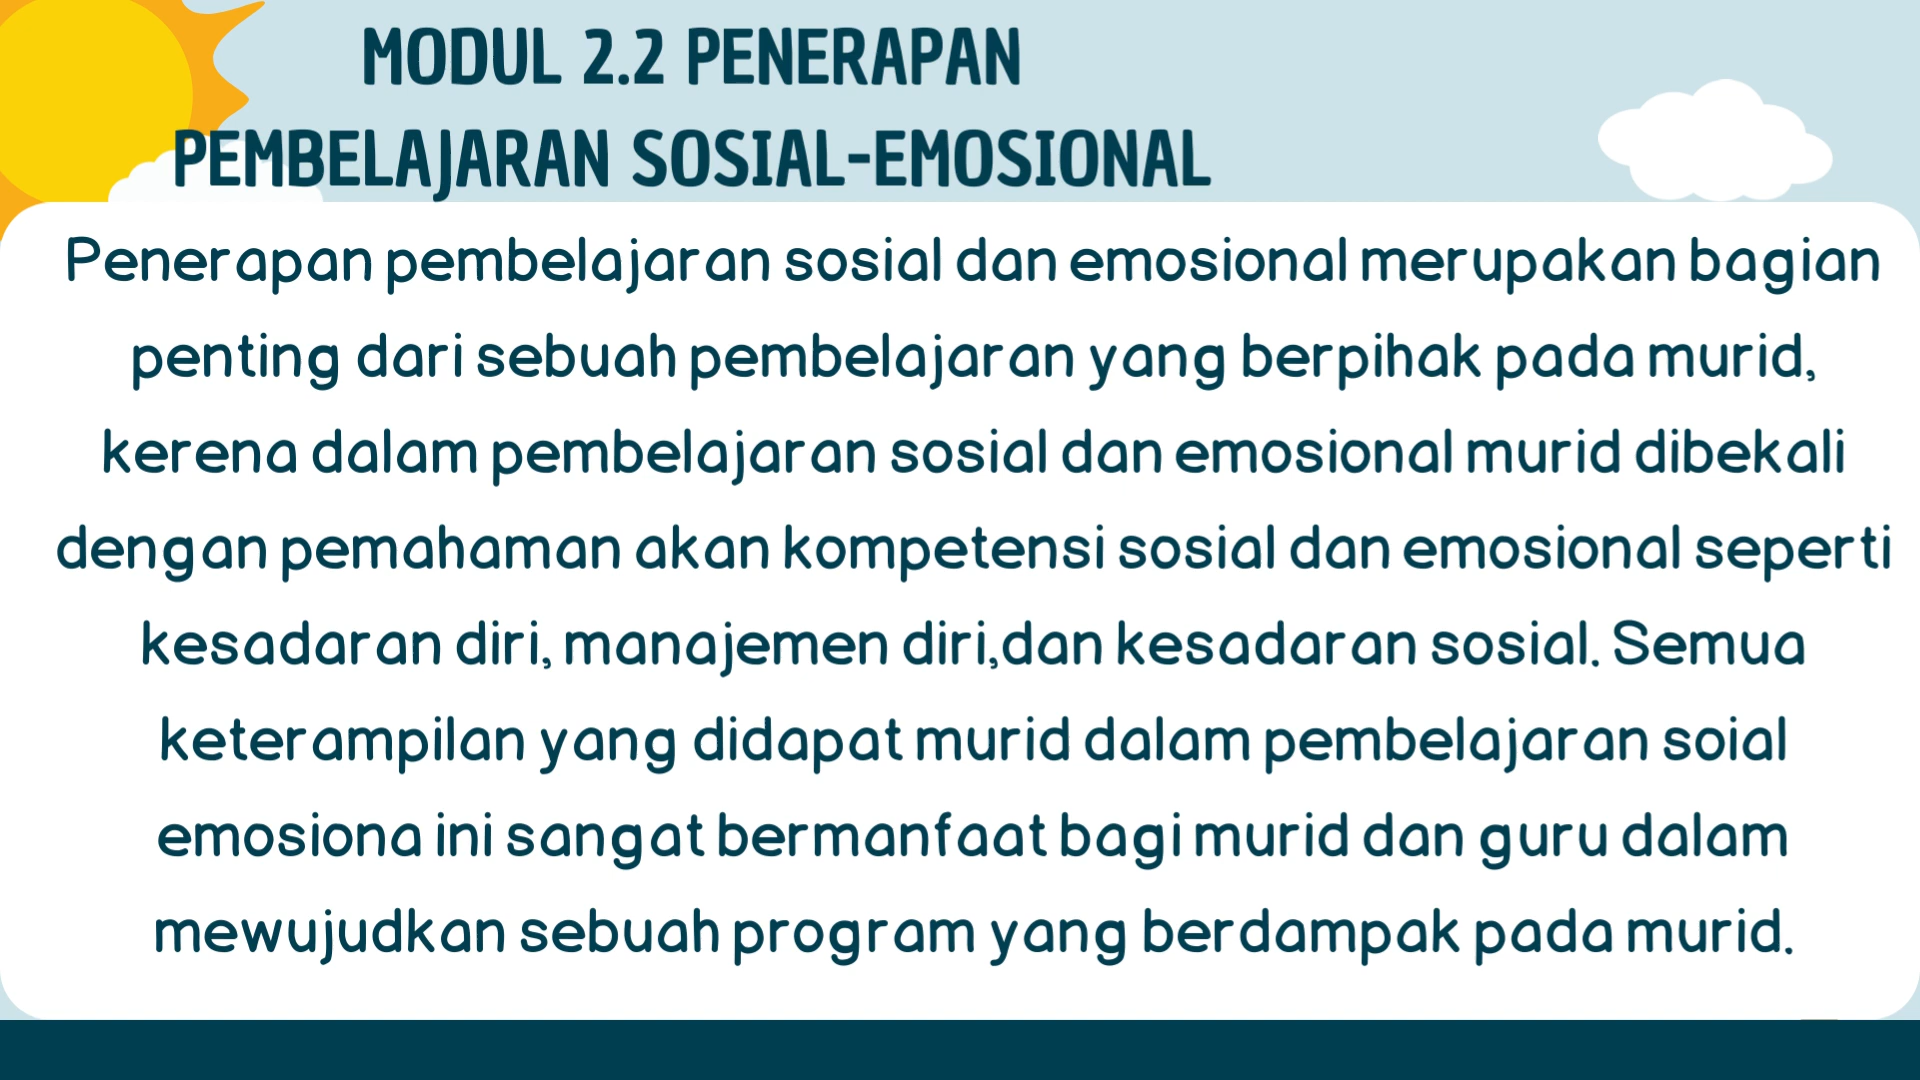 MODUL 2.2 PENERAPAN
PEMBELAJARAN SOSIAL-EMOSIONAL
Penerapan pembelajaran sosial dan emosional merupakan bagian
penting dari sebuah pembelajaran yang berpihak pada murid,
kerena dalam pembelajaran sosial dan emosional murid dibekali
dengan pemahaman akan kompetensi sosial dan emosional seperti
kesadaran diri, manajemen diri,dan kesadaran sosial. Semua
keterampilan yang didapat murid dalam pembelajaran soial
emosiona ini sangat bermanfaat bagi murid dan guru dalam
mewujudkan sebuah program yang berdampak pada murid.